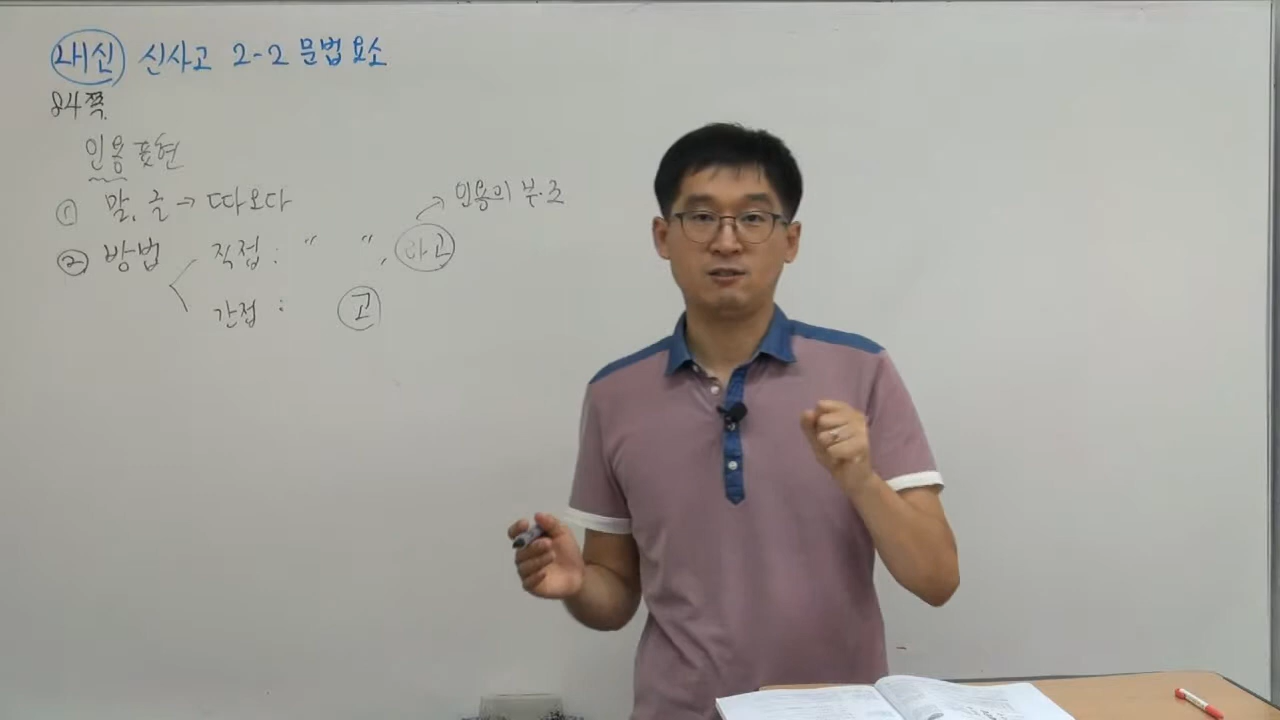 내신 신사고 2-2 문법 요소
84쪽
인용 표현
① 말, 글 → 따오다
② 방법 직접 : " ", 라고 → 인용의 부·조
간접 : 고